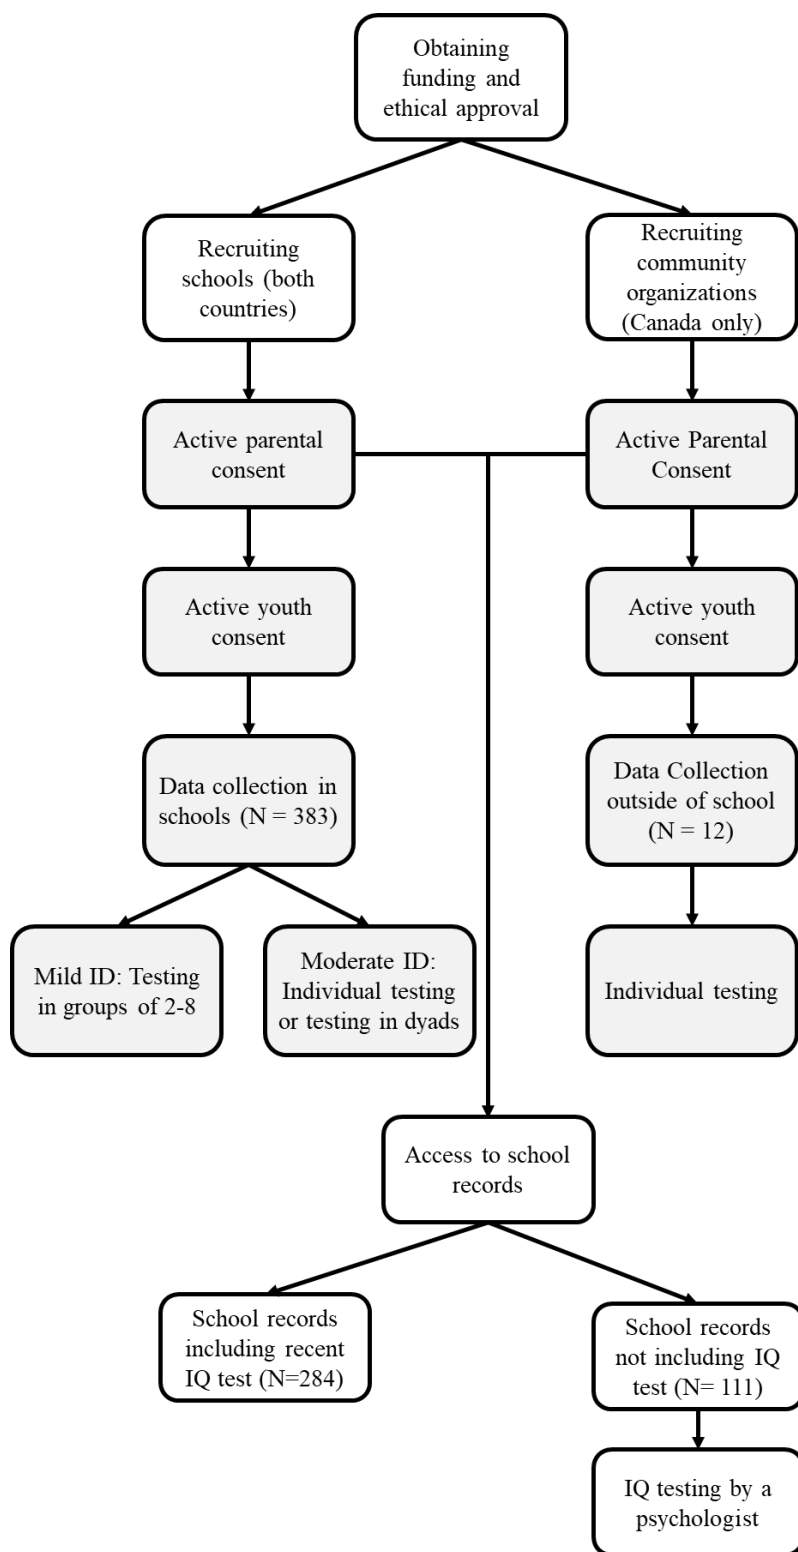 Obtaining
funding and
ethical approval
Recruiting
schools (both
countries)
Recruiting
community
organizations
(Canada only)
Active parental
consent
Active Parental
Consent
Active youth
consent
Active youth
consent
Data collection in
schools (N = 383)
Data Collection
outside of school
(N = 12)
Mild ID: Testing
in groups of 2-8
Moderate ID:
Individual testing
or testing in dyads
Individual testing
Access to school
records
School records
including recent
IQ test (N=284)
School records
not including IQ
test (N= 111)
IQ testing by a
psychologist